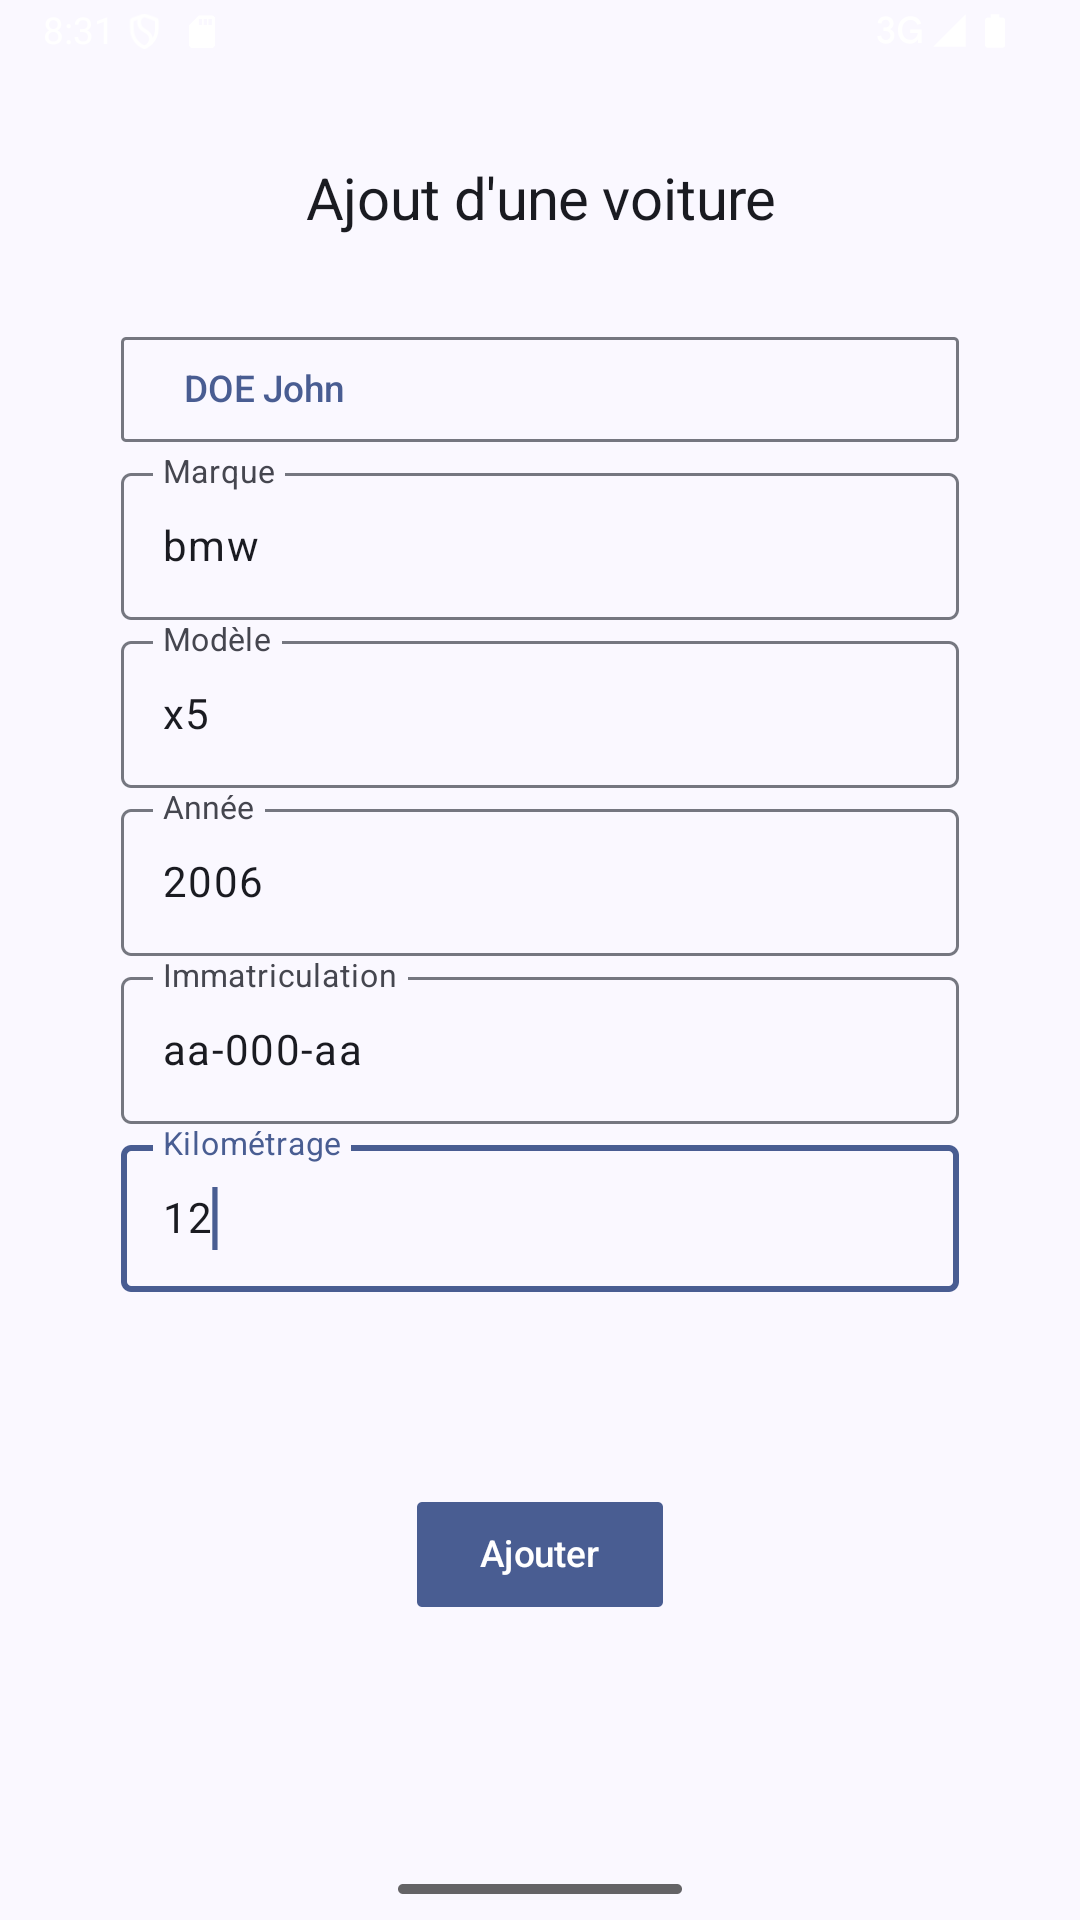 8:31 3G
Ajout d'une voiture
DOE John
Marque
bmw
Modèle
x5
Année
2006
Immatriculation
aa-000-aa
Kilométrage
12
Ajouter